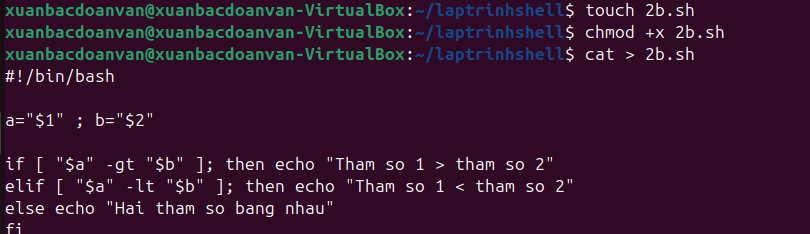 xuanbacdoanvan@xuanbacdoanvan-VirtualBox:~/laptrinhshell$ touch 2b.sh
xuanbacdoanvan@xuanbacdoanvan-VirtualBox:~/laptrinhshell$ chmod +x 2b.sh
xuanbacdoanvan@xuanbacdoanvan-VirtualBox:~/laptrinhshell$ cat > 2b.sh
#!/bin/bash

a="$1" ; b="$2"

if [ "$a" -gt "$b" ]; then echo "Tham so 1 > tham so 2"
elif [ "$a" -lt "$b" ]; then echo "Tham so 1 < tham so 2"
else echo "Hai tham so bang nhau"
fi